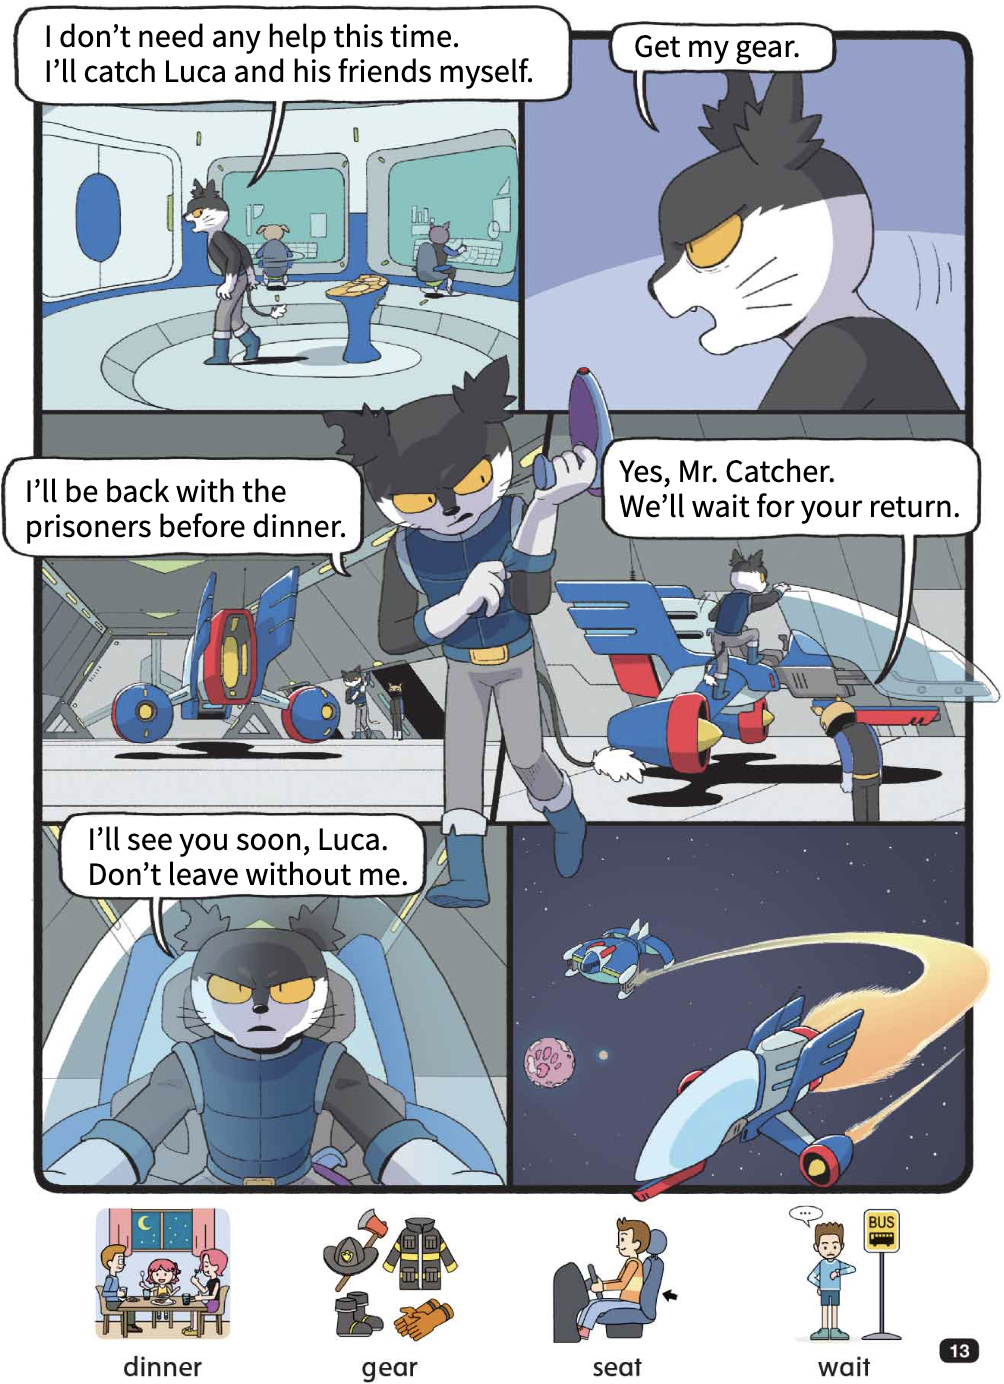 I don't need any help this time.
I'll catch Luca and his friends myself.
Get my gear.
I'll be back with the
prisoners before dinner.
Yes, Mr. Catcher.
We'll wait for your return.
I'll see you soon, Luca.
Don't leave without me.
...
BUS
dinner
gear
seat
wait
13